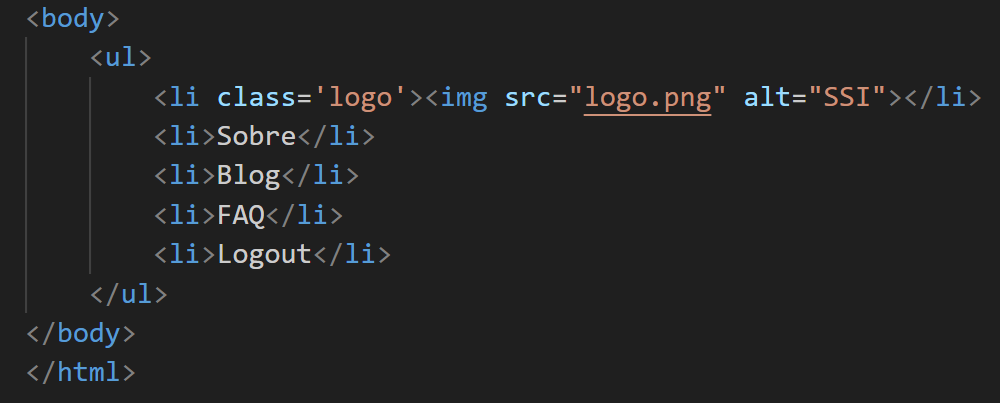 <body>
<ul>
<li class='logo'><img src="logo.png" alt="SSI"></li>
<li>Sobre</li>
<li>Blog</li>
<li>FAQ</li>
<li>Logout</li>
</ul>
</body>
</html>